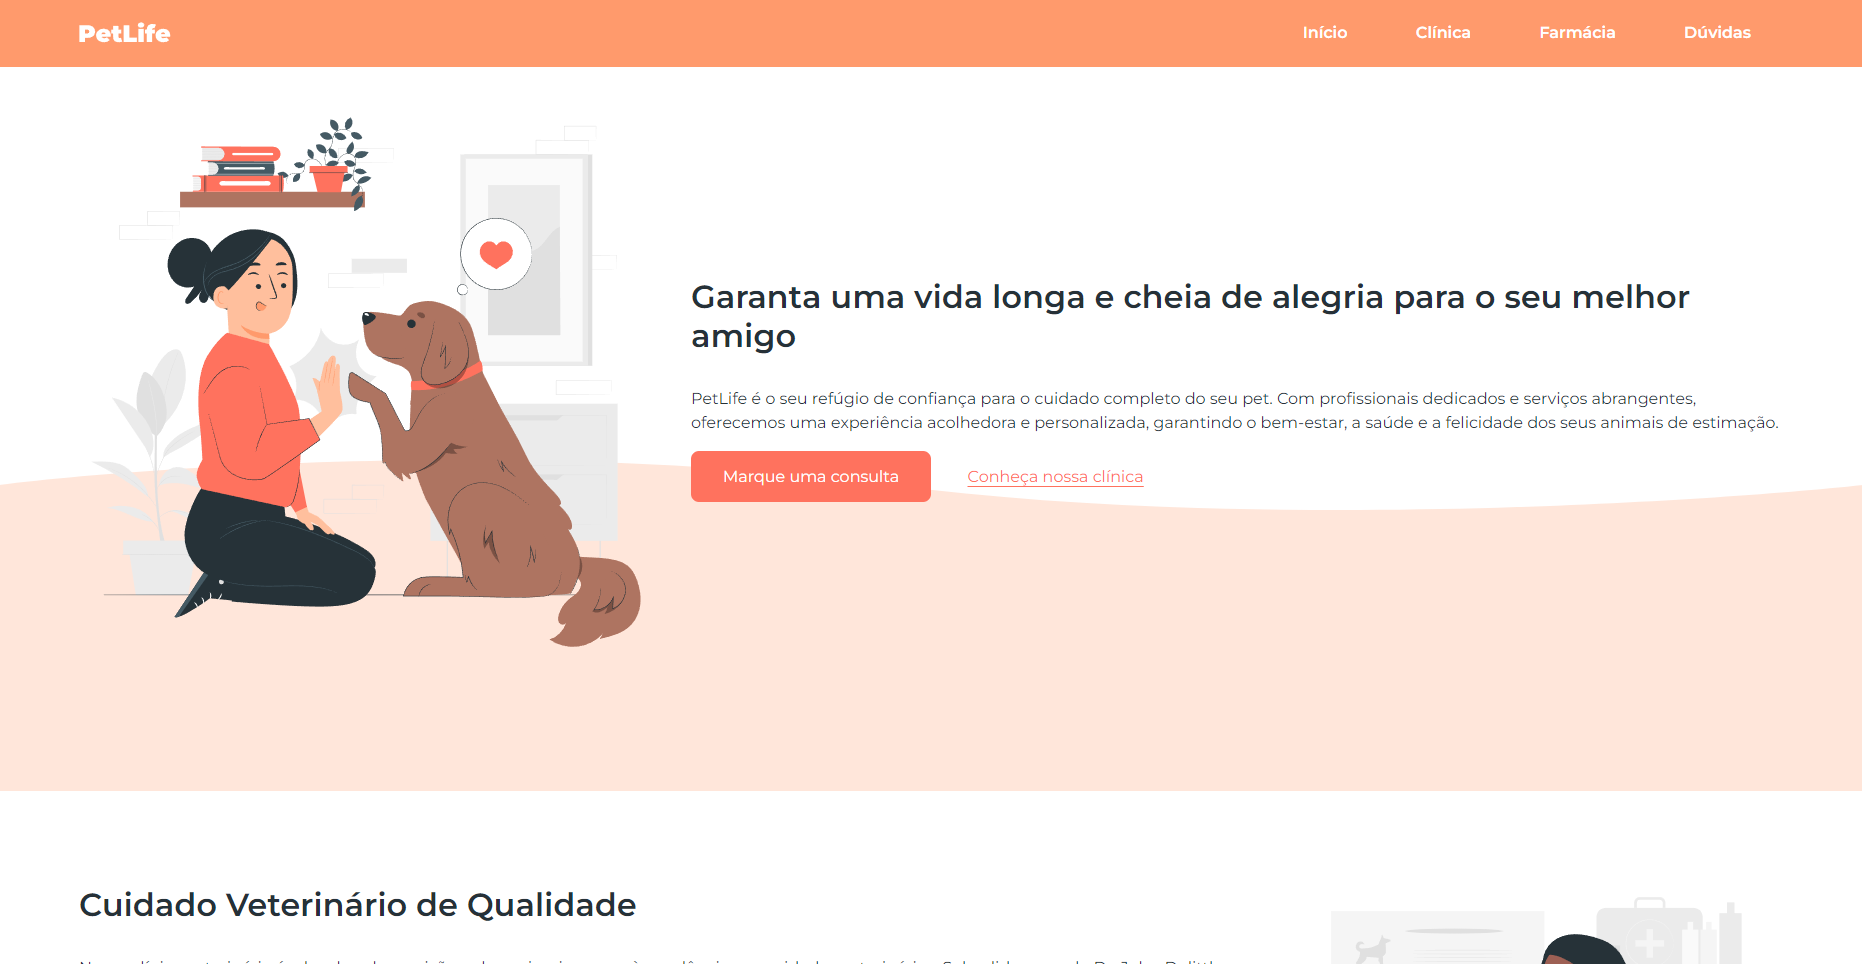 PetLife
Início
Clínica
Farmácia
Dúvidas
Garanta uma vida longa e cheia de alegria para o seu melhor
amigo
PetLife é o seu refúgio de confiança para o cuidado completo do seu pet. Com profissionais dedicados e serviços abrangentes,
oferecemos uma experiência acolhedora e personalizada, garantindo o bem-estar, a saúde e a felicidade dos seus animais de estimação.
Marque uma consulta
Conheça nossa clínica
Cuidado Veterinário de Qualidade